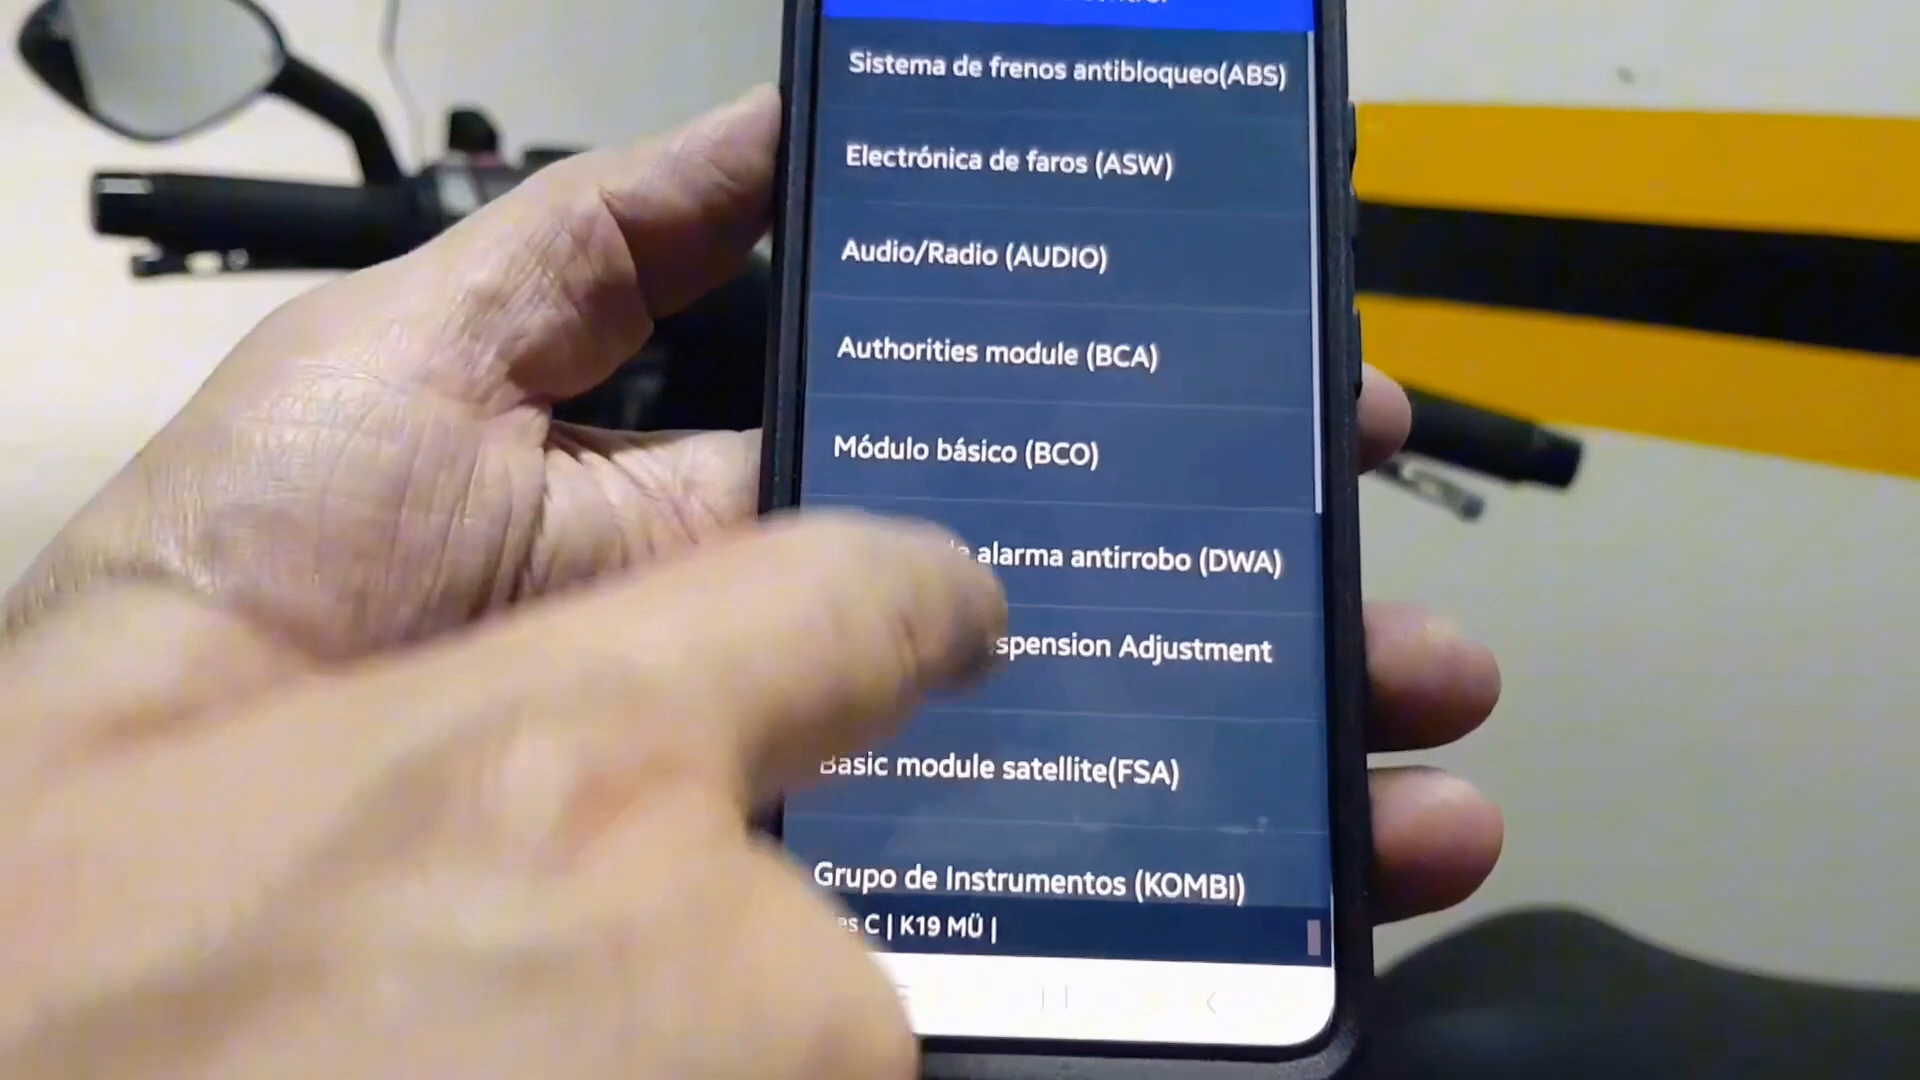 Sistema de frenos antibloqueo(ABS)
Electrónica de faros (ASW)
Audio/Radio (AUDIO)
Authorities module (BCA)
Módulo básico (BCO)
alarma antirrobo (DWA)
Adjustment
Basic module satellite(FSA)
Grupo de Instrumentos (KOMBI)
C | K19 MÜ |